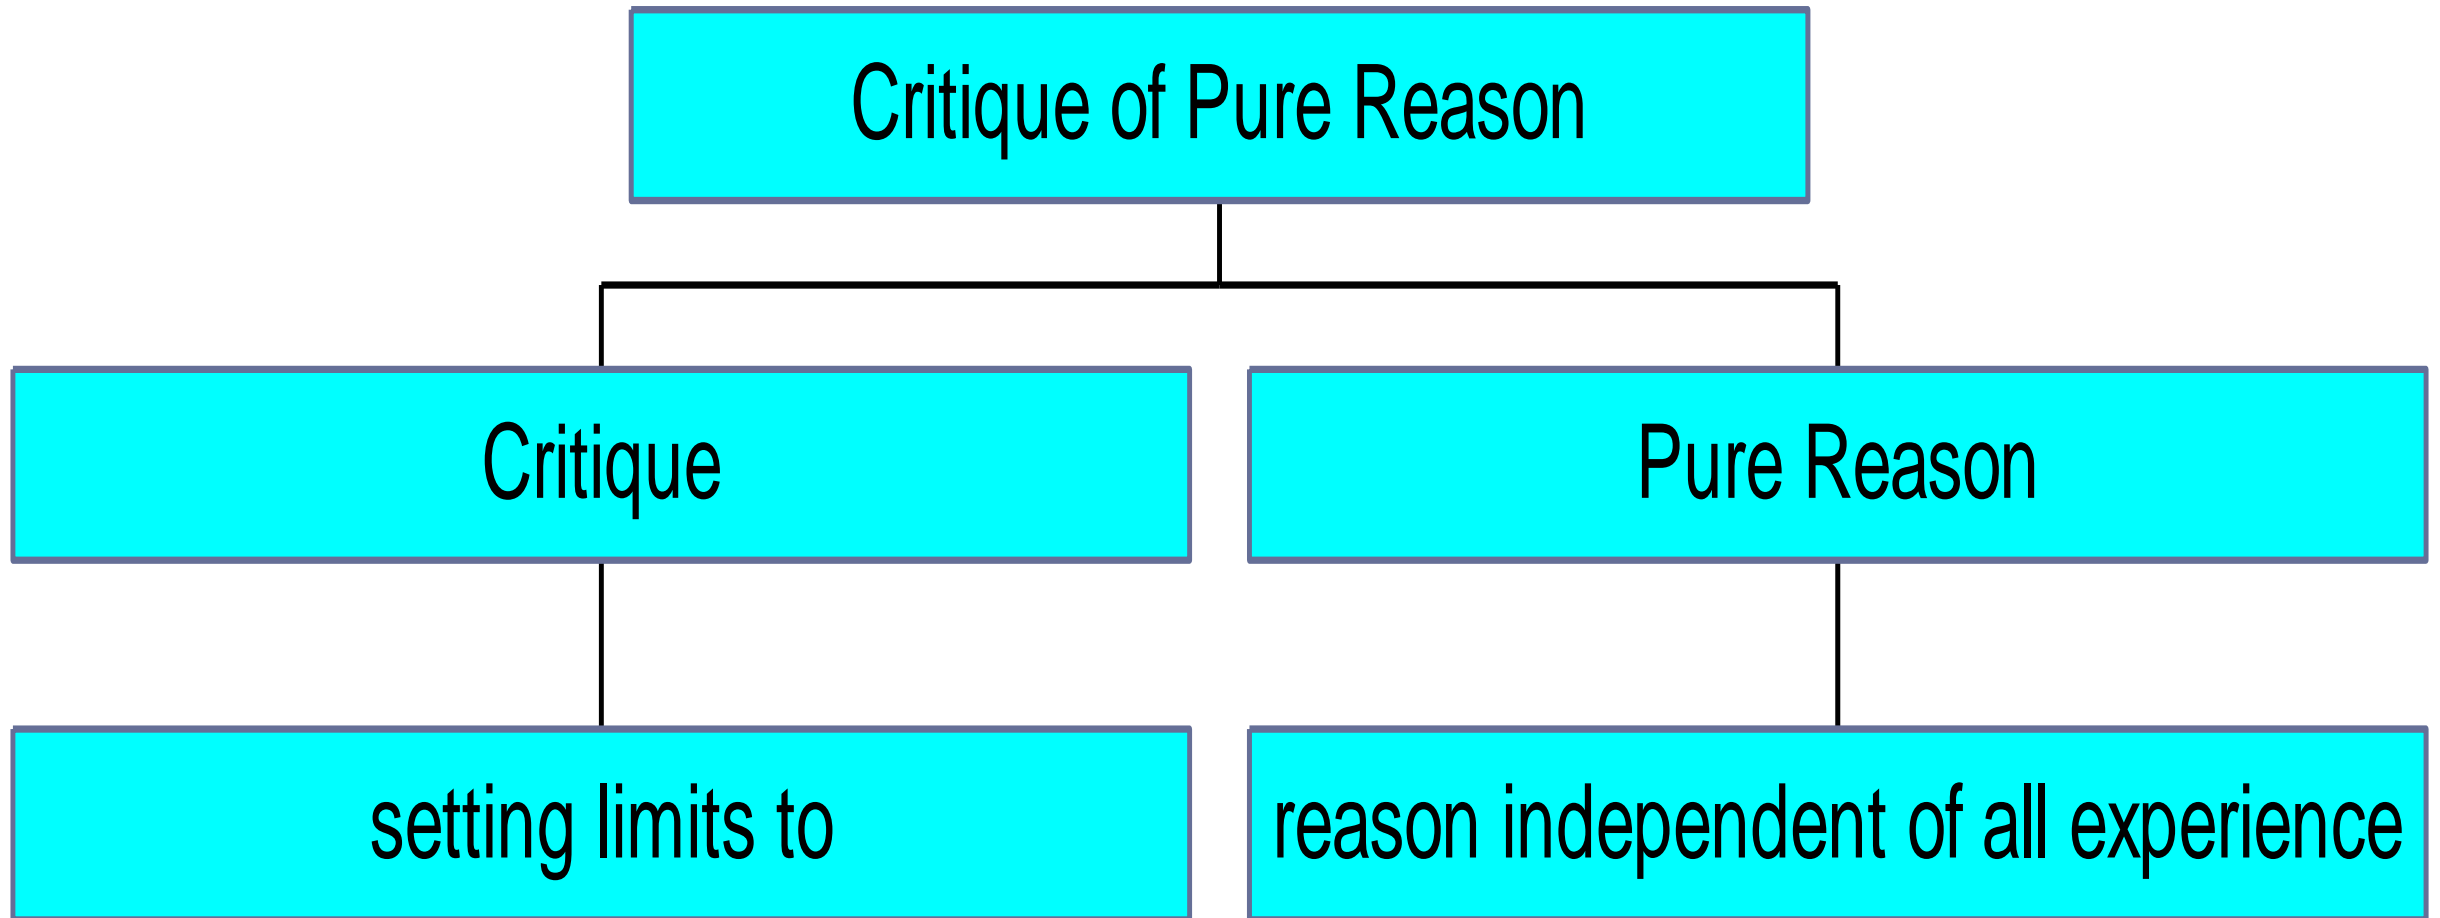 Critique of Pure Reason
Critique
Pure Reason
setting limits to
reason independent of all experience